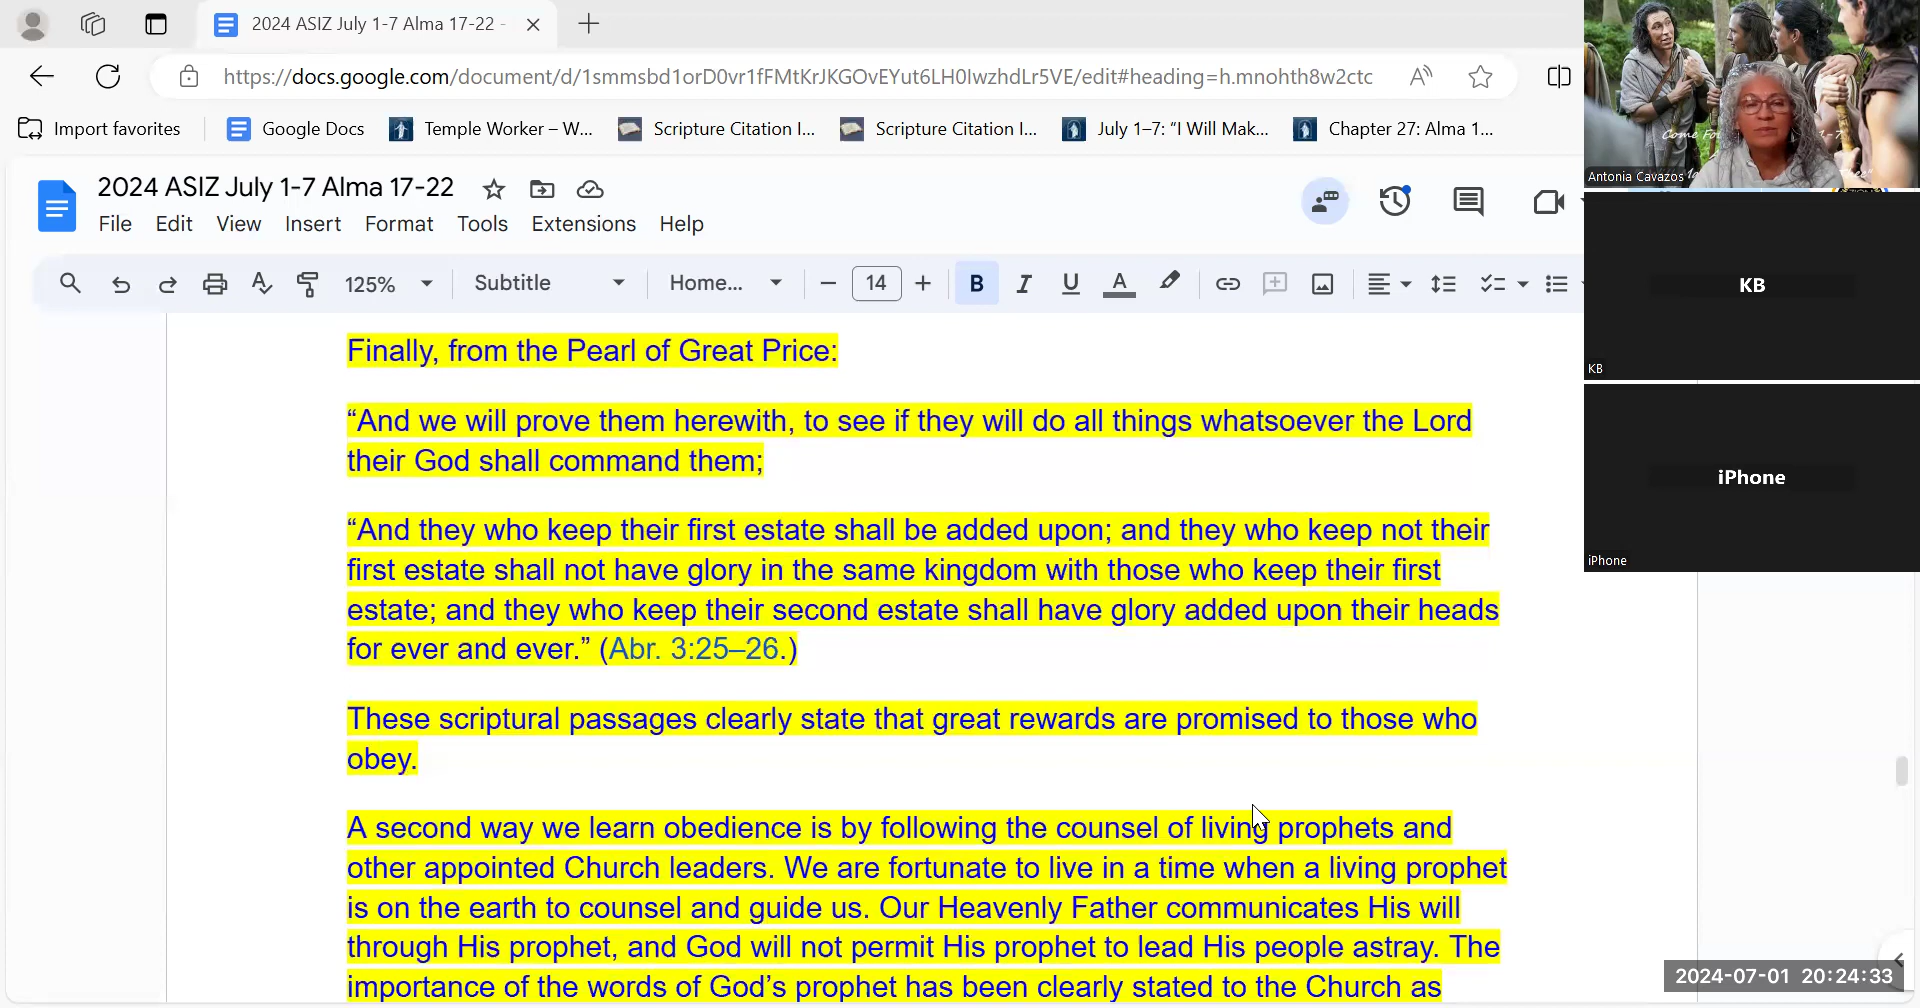 2024 ASIZ July 1-7 Alma 17-22 -
https://docs.google.com/document/d/1smmsbd1orD0vr1fFMtKrJKGOvEYut6LH0IwzhdLr5VE/edit#heading=h.mnohth8w2ctc
Import favorites
Google Docs
Temple Worker – W...
Scripture Citation I...
Scripture Citation I...
July 1–7: “I Will Mak...
Chapter 27: Alma 1...
2024 ASIZ July 1-7 Alma 17-22
File Edit View Insert Format Tools Extensions Help
125% Subtitle Home... 14 B I U A
Finally, from the Pearl of Great Price:
“And we will prove them herewith, to see if they will do all things whatsoever the Lord
their God shall command them;
“And they who keep their first estate shall be added upon; and they who keep not their
first estate shall not have glory in the same kingdom with those who keep their first
estate; and they who keep their second estate shall have glory added upon their heads
for ever and ever.” (Abr. 3:25–26.)
These scriptural passages clearly state that great rewards are promised to those who
obey.
A second way we learn obedience is by following the counsel of living prophets and
other appointed Church leaders. We are fortunate to live in a time when a living prophet
is on the earth to counsel and guide us. Our Heavenly Father communicates His will
through His prophet, and God will not permit His prophet to lead His people astray. The
importance of the words of God’s prophet has been clearly stated to the Church as
Come
Antonia Cavazos
KB
KB
iPhone
iPhone
2024-07-01 20:24:33